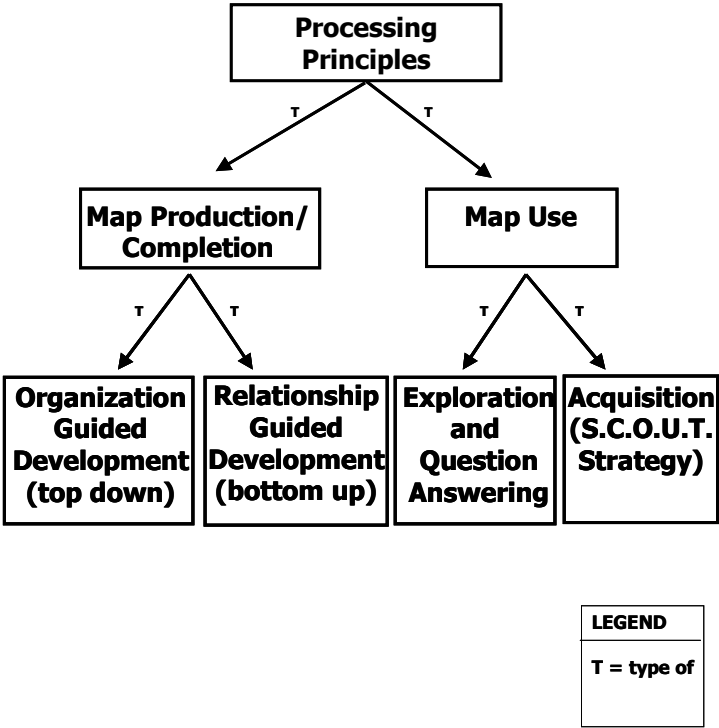 Processing
Principles
T
T
Map Production/
Completion
Map Use
T
T
T
T
Organization
Guided
Development
(top down)
Relationship
Guided
Development
(bottom up)
Exploration
and
Question
Answering
Acquisition
(S.C.O.U.T.
Strategy)
LEGEND
T = type of